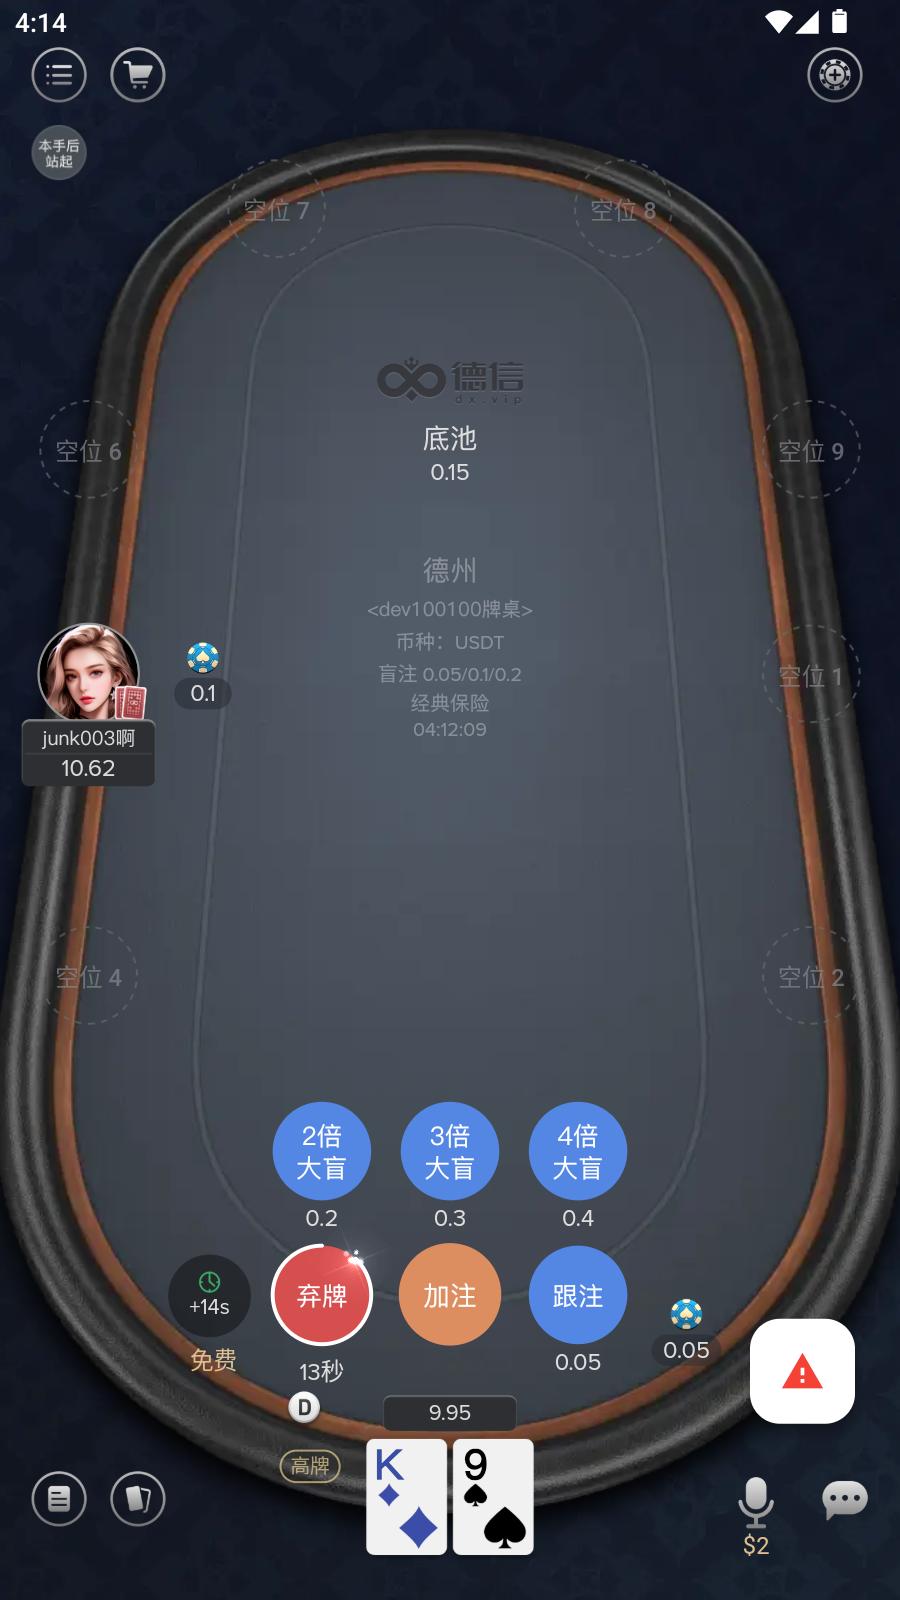 4:14
本手后
站起
空位 7
空位 8
德信
dx.vip
底池
0.15
空位 6
空位 9
德州
<dev100100牌桌>
币种：USDT
盲注 0.05/0.1/0.2
经典保险
04:12:09
空位 1
0.1
junk003啊
10.62
空位 4
空位 2
2倍
大盲
3倍
大盲
4倍
大盲
0.2
0.3
0.4
+14s
免费
弃牌
加注
跟注
13秒
0.05
0.05
D
9.95
高牌
K
9
$2